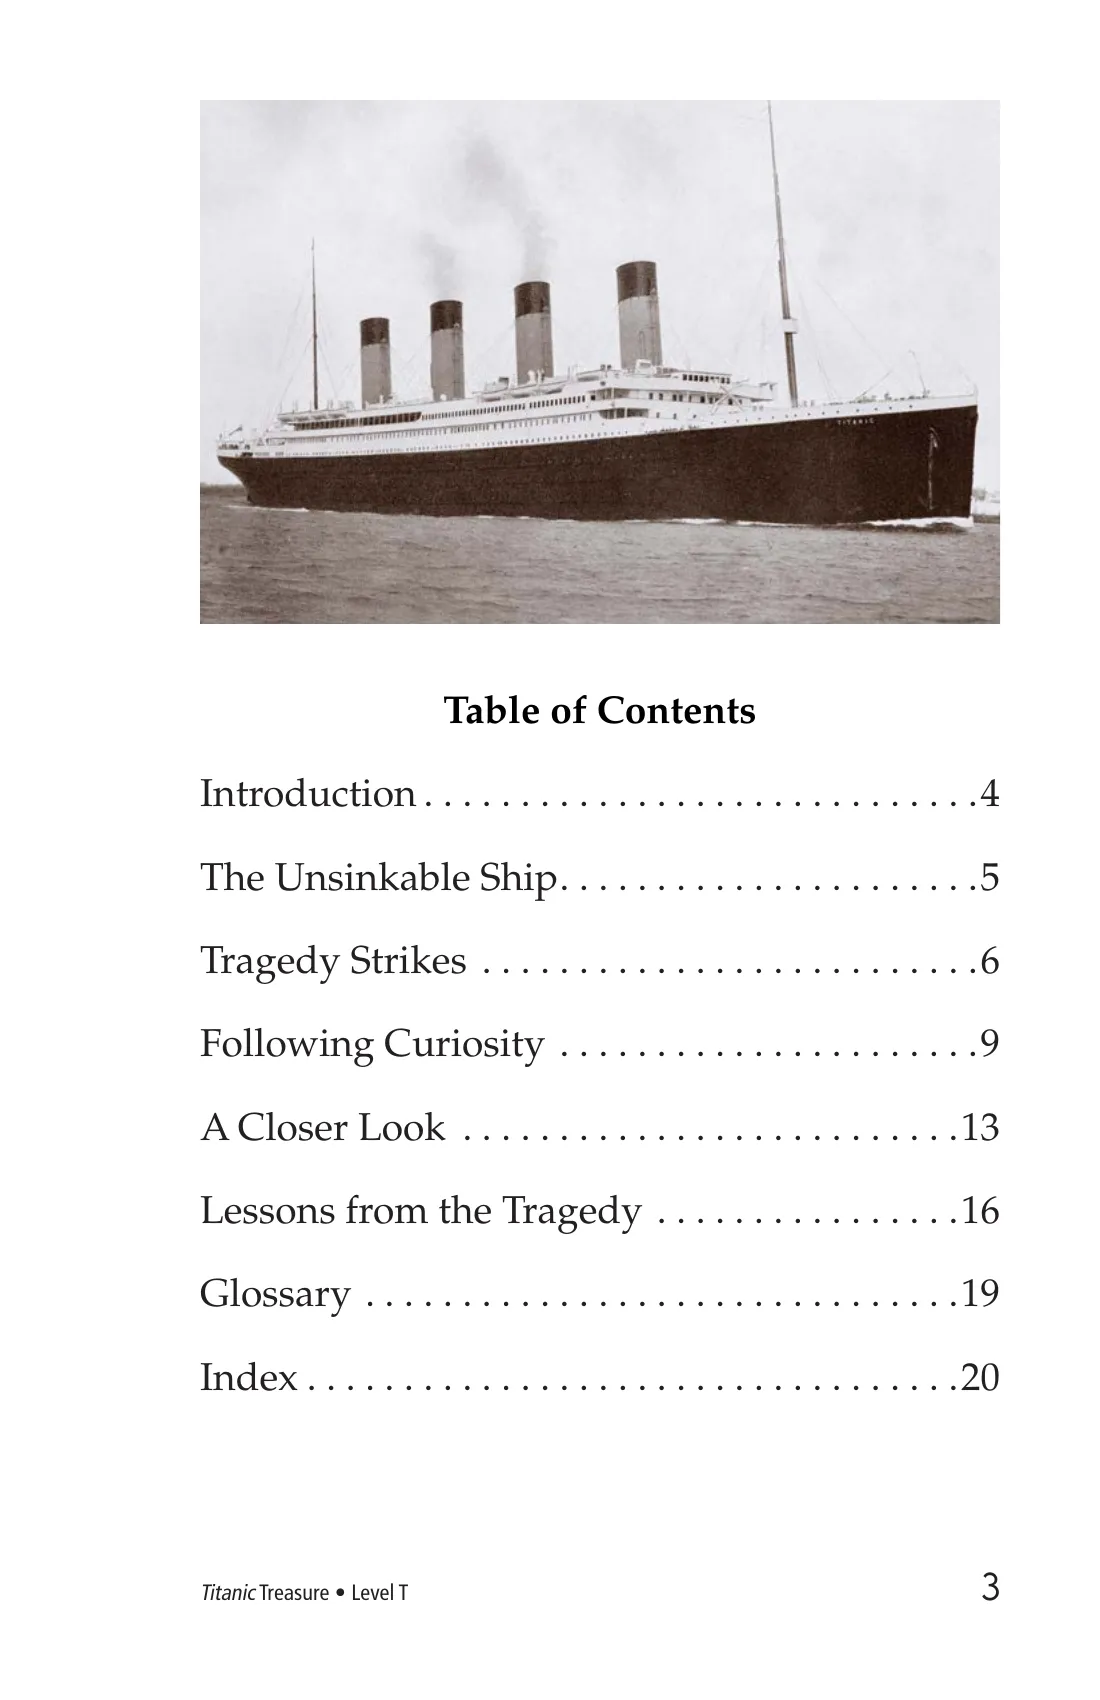 TITANIC
Table of Contents
Introduction . . . . . . . . . . . . . . . . . . . . . . . . . . . . .4
The Unsinkable Ship. . . . . . . . . . . . . . . . . . . . . .5
Tragedy Strikes . . . . . . . . . . . . . . . . . . . . . . . . . .6
Following Curiosity . . . . . . . . . . . . . . . . . . . . . .9
A Closer Look . . . . . . . . . . . . . . . . . . . . . . . . . .13
Lessons from the Tragedy . . . . . . . . . . . . . . . .16
Glossary . . . . . . . . . . . . . . . . . . . . . . . . . . . . . . .19
Index . . . . . . . . . . . . . . . . . . . . . . . . . . . . . . . . . .20
Titanic Treasure • Level T 3